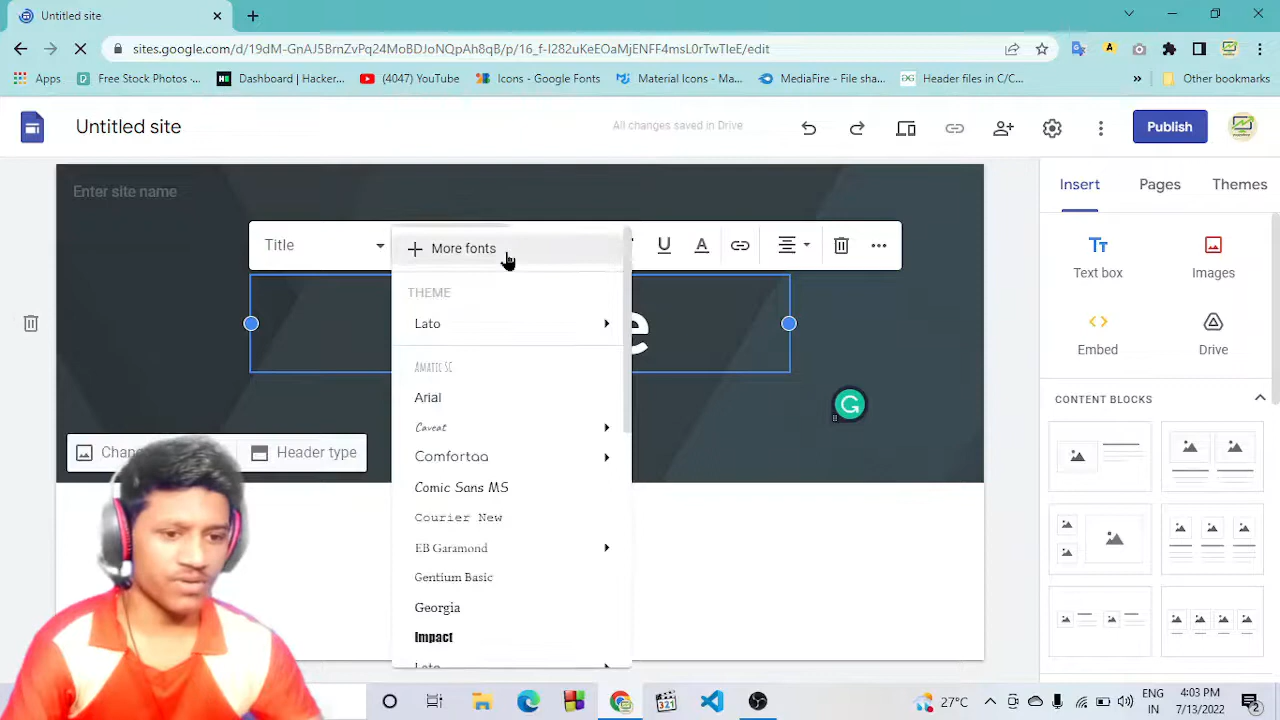 Untitled site
sites.google.com/d/19dM-GnAJ5BrnZvPq24MoBDJoNQpAh8qB/p/16_f-I282uKeEOaMjENFF4msL0rTwTIeE/edit
Apps
Free Stock Photos -...
Dashboard | Hacker...
(4047) YouTube
Icons - Google Fonts
Material Icons - Ma...
MediaFire - File sha...
Header files in C/C...
»
Other bookmarks
Untitled site
All changes saved in Drive
Publish
Enter site name
Insert
Pages
Themes
Title
More fonts
Text box
Images
THEME
Lato
Embed
Drive
Amatic SC
Arial
CONTENT BLOCKS
Caveat
Header type
Comfortaa
Comic Sans MS
Courier New
EB Garamond
Gentium Basic
Georgia
Impact
Lato
27°C
ENG
IN
4:03 PM
7/13/2022
2